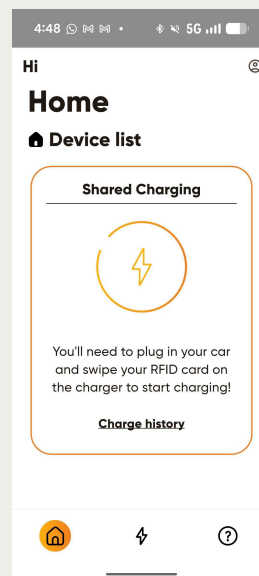 4:48 5G
Hi
Home
Device list
Shared Charging
You'll need to plug in your car
and swipe your RFID card on
the charger to start charging!
Charge history